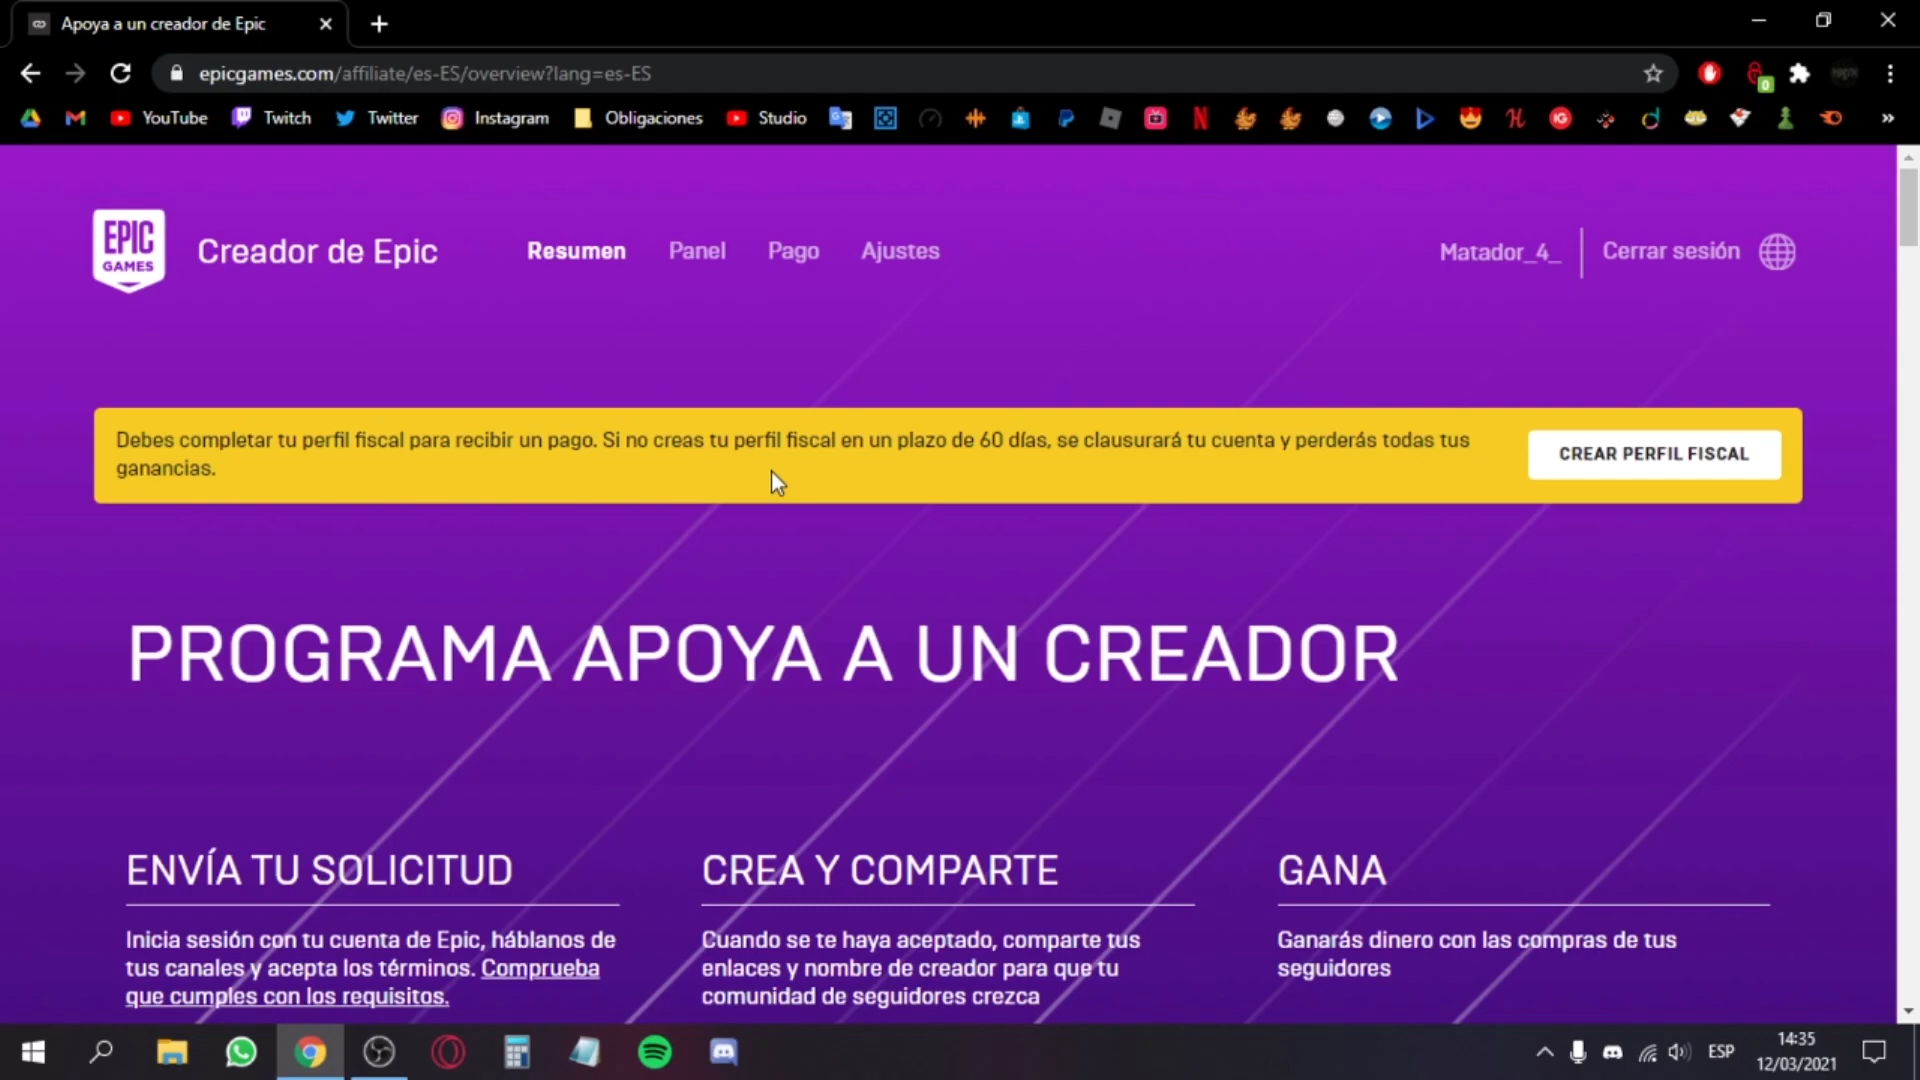 Apoya a un creador de Epic
epicgames.com/affiliate/es-ES/overview?lang=es-ES
0
YouTube Twitch Twitter Instagram Obligaciones Studio
EPIC
GAMES
Creador de Epic Resumen Panel Pago Ajustes Matador_4_ Cerrar sesión
Debes completar tu perfil fiscal para recibir un pago. Si no creas tu perfil fiscal en un plazo de 60 días, se clausurará tu cuenta y perderás todas tus
ganancias.
CREAR PERFIL FISCAL
PROGRAMA APOYA A UN CREADOR
ENVÍA TU SOLICITUD
Inicia sesión con tu cuenta de Epic, háblanos de
tus canales y acepta los términos. Comprueba
que cumples con los requisitos.
CREA Y COMPARTE
Cuando se te haya aceptado, comparte tus
enlaces y nombre de creador para que tu
comunidad de seguidores crezca
GANA
Ganarás dinero con las compras de tus
seguidores
ESP
14:35
12/03/2021